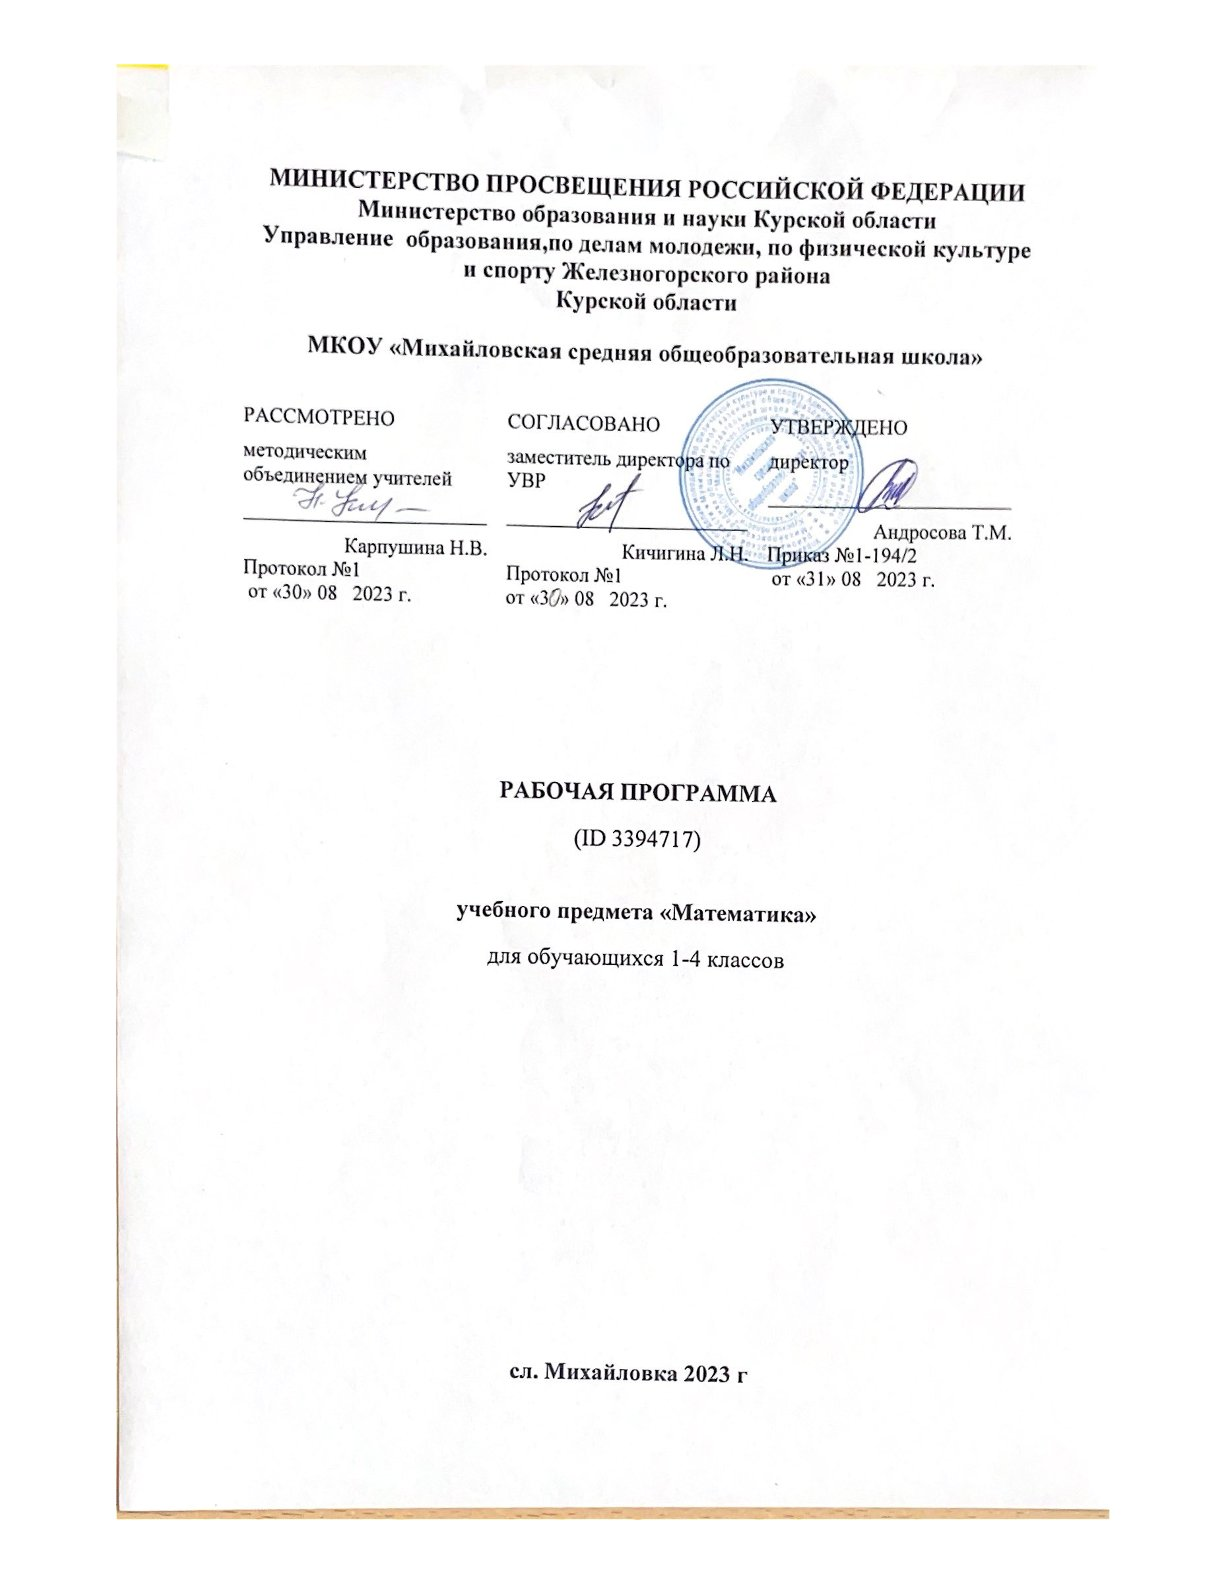 МИНИСТЕРСТВО ПРОСВЕЩЕНИЯ РОССИЙСКОЙ ФЕДЕРАЦИИ
Министерство образования и науки Курской области
Управление образования,по делам молодежи, по физической культуре
и спорту Железногорского района
Курской области
МКОУ «Михайловская средняя общеобразовательная школа»
РАССМОТРЕНО
методическим
объединением учителей
Карпушина Н.В.
Протокол №1
от «30» 08 2023 г.
СОГЛАСОВАНО
заместитель директора по
УВР
Кичигина Л.Н.
Протокол №1
от «30» 08 2023 г.
УТВЕРЖДЕНО
директор
Андросова Т.М.
Приказ №1-194/2
от «31» 08 2023 г.
РАБОЧАЯ ПРОГРАММА
(ID 3394717)
учебного предмета «Математика»
для обучающихся 1-4 классов
сл. Михайловка 2023 г